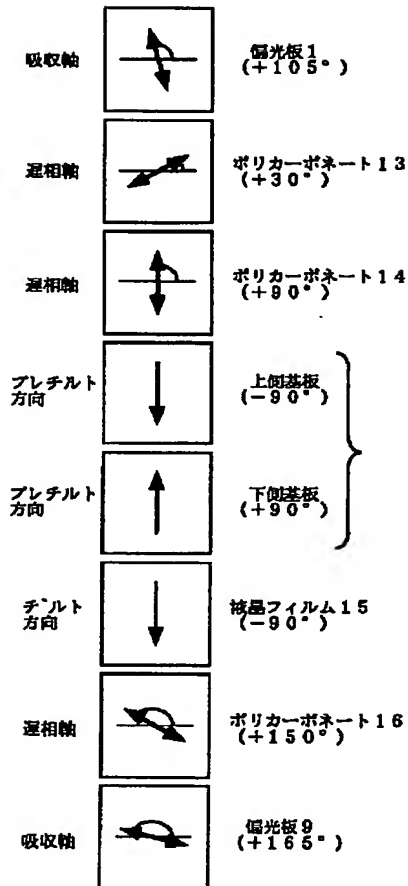 吸収軸
偏光板1
(+105°)
遅相軸
ポリカーボネート13
(+30°)
遅相軸
ポリカーボネート14
(+90°)
プレチルト
方向
上側基板
(-90°)
プレチルト
方向
下側基板
(+90°)
チルト
方向
液晶フィルム15
(-90°)
遅相軸
ポリカーボネート16
(+150°)
吸収軸
偏光板9
(+165°)